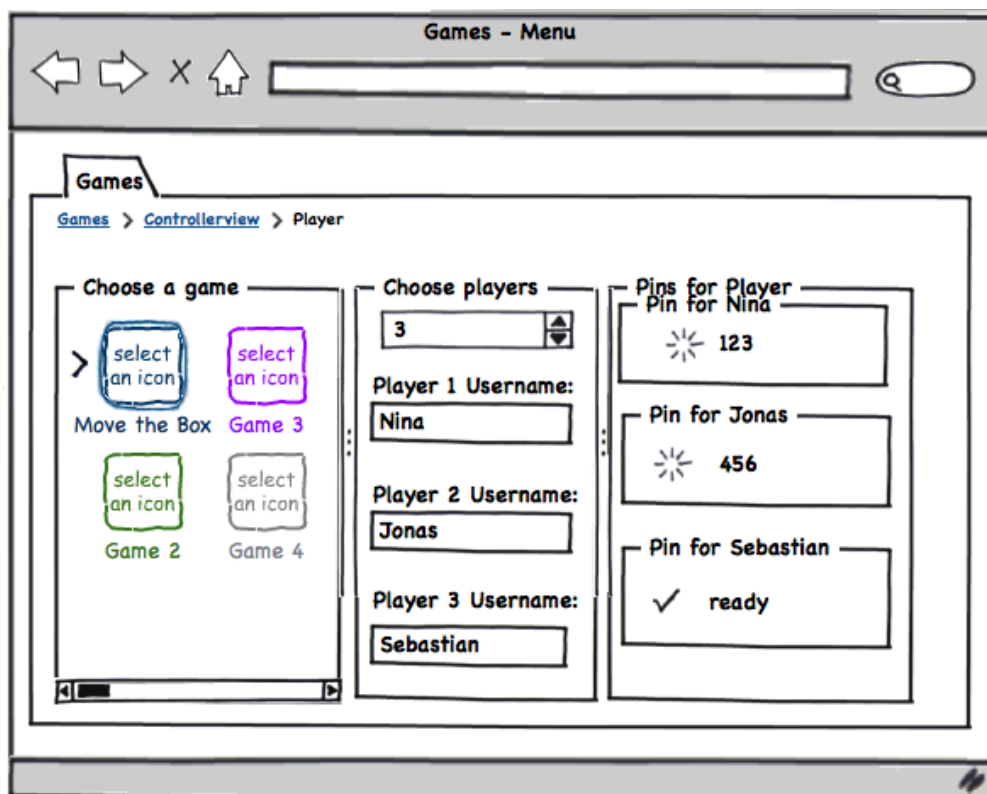 Games - Menu
Games
Games > Controllerview > Player
Choose a game
select
an icon
Move the Box
select
an icon
Game 3
select
an icon
Game 2
select
an icon
Game 4
Choose players
3
Player 1 Username:
Nina
Player 2 Username:
Jonas
Player 3 Username:
Sebastian
Pins for Player
Pin for Nina
123
Pin for Jonas
456
Pin for Sebastian
ready